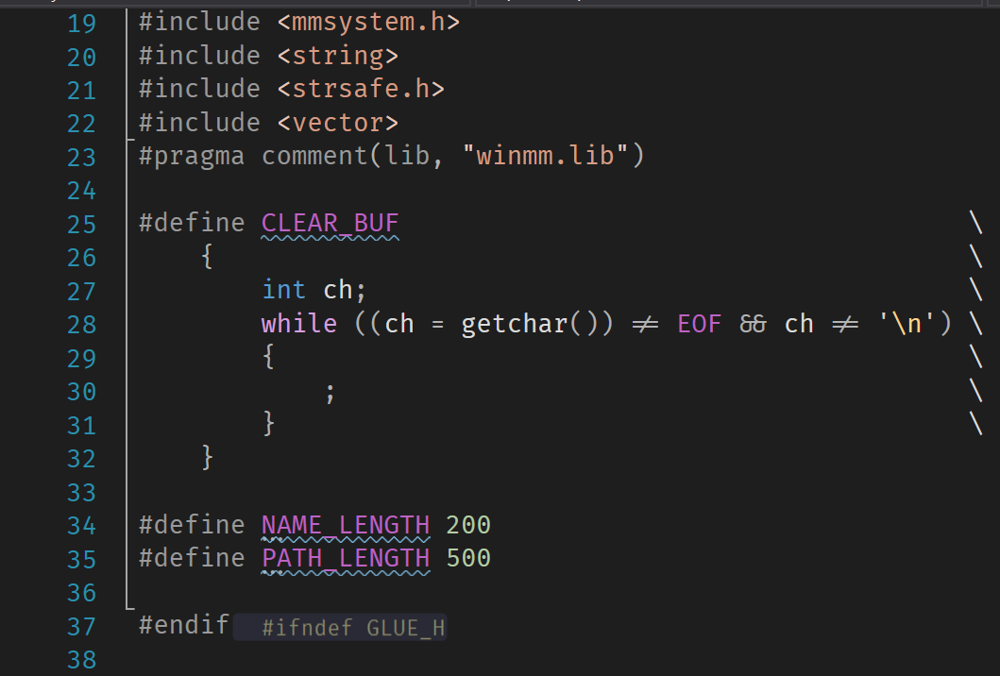 19 #include <mmsystem.h>
20 #include <string>
21 #include <strsafe.h>
22 #include <vector>
23 #pragma comment(lib, "winmm.lib")
24
25 #define CLEAR_BUF \
26 { \
27 int ch; \
28 while ((ch = getchar()) != EOF && ch != '\n') \
29 { \
30 ; \
31 } \
32 }
33
34 #define NAME_LENGTH 200
35 #define PATH_LENGTH 500
36
37 #endif #ifndef GLUE_H
38